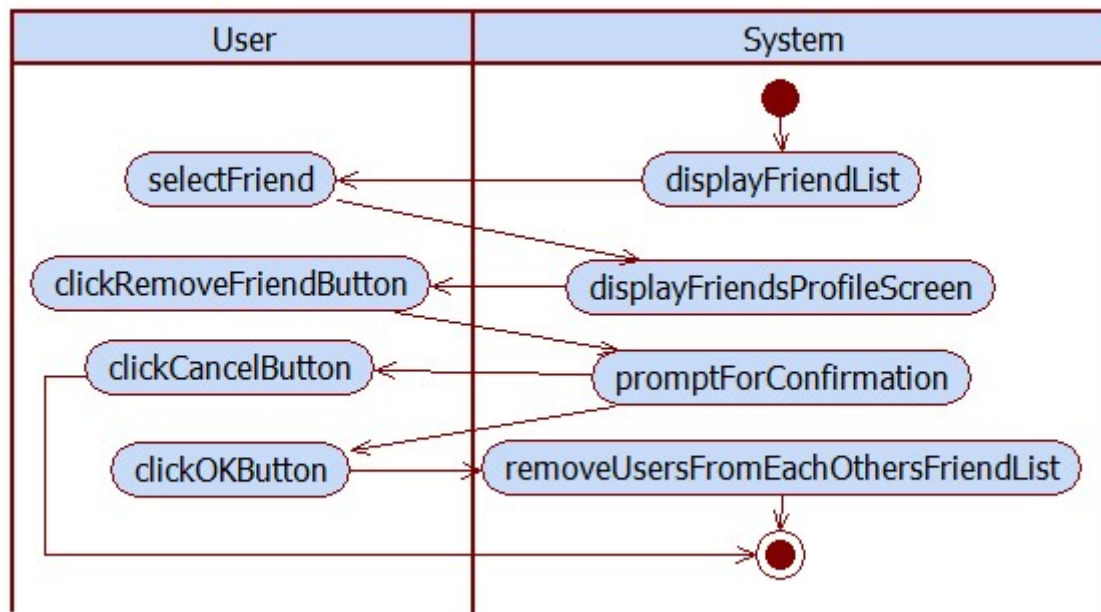 User
System
displayFriendList
selectFriend
displayFriendsProfileScreen
clickRemoveFriendButton
promptForConfirmation
clickCancelButton
clickOKButton
removeUsersFromEachOthersFriendList